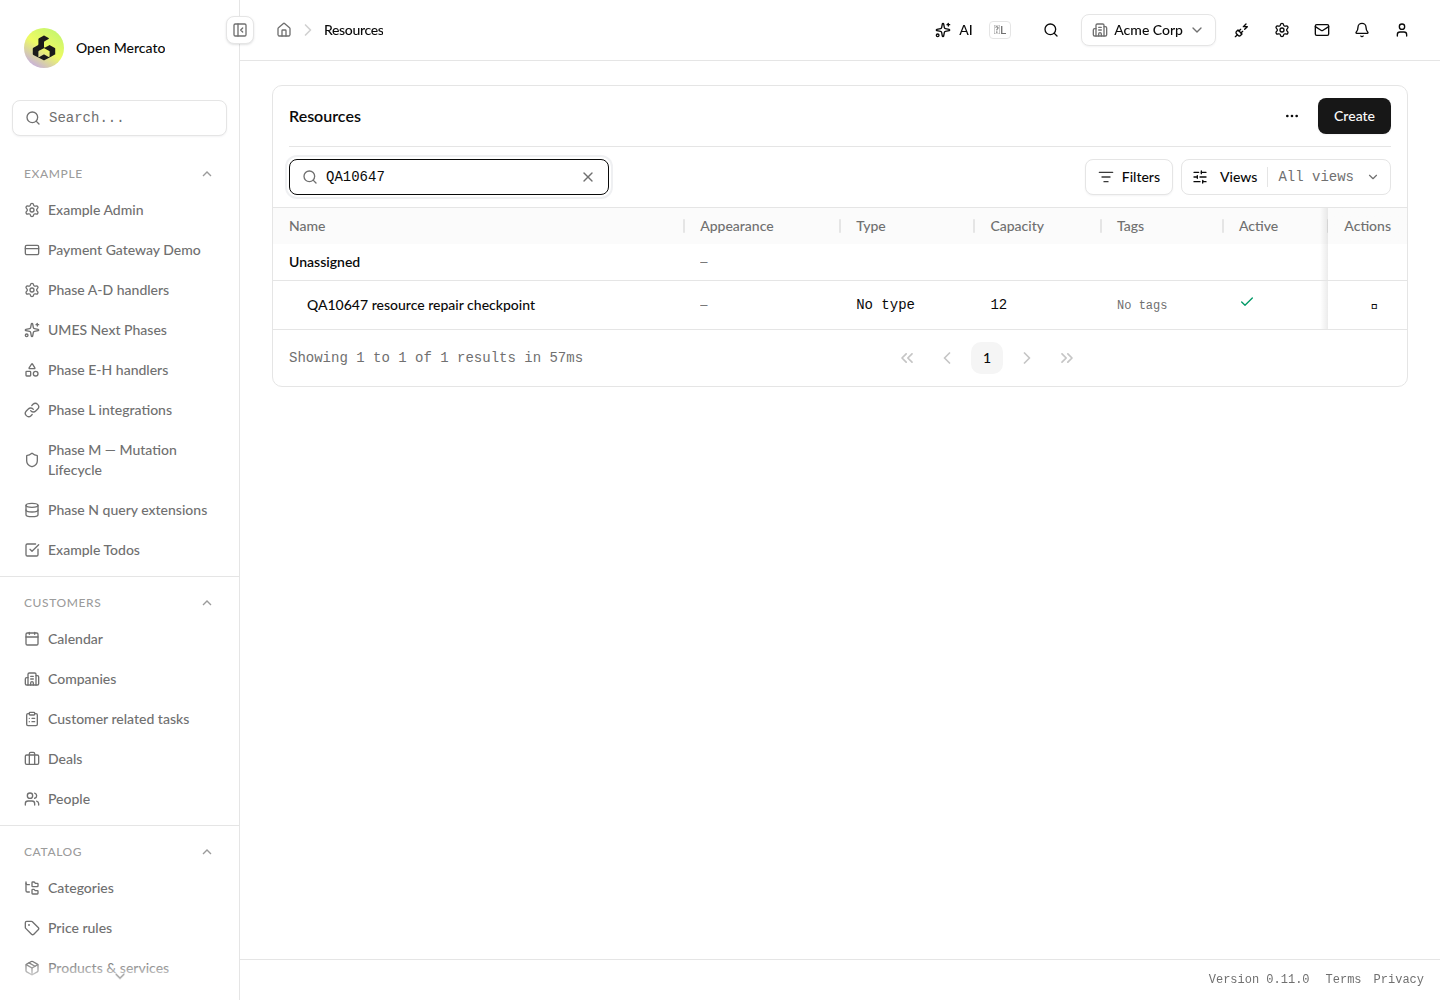 Open Mercato
Resources
AI
L
Acme Corp
Search...
Resources
Create
QA10647
Filters
Views
All views
Name
Appearance
Type
Capacity
Tags
Active
Actions
Unassigned
–
QA10647 resource repair checkpoint
–
No type
12
No tags
Showing 1 to 1 of 1 results in 57ms
1
EXAMPLE
Example Admin
Payment Gateway Demo
Phase A-D handlers
UMES Next Phases
Phase E-H handlers
Phase L integrations
Phase M — Mutation
Lifecycle
Phase N query extensions
Example Todos
CUSTOMERS
Calendar
Companies
Customer related tasks
Deals
People
CATALOG
Categories
Price rules
Products & services
Version 0.11.0
Terms
Privacy